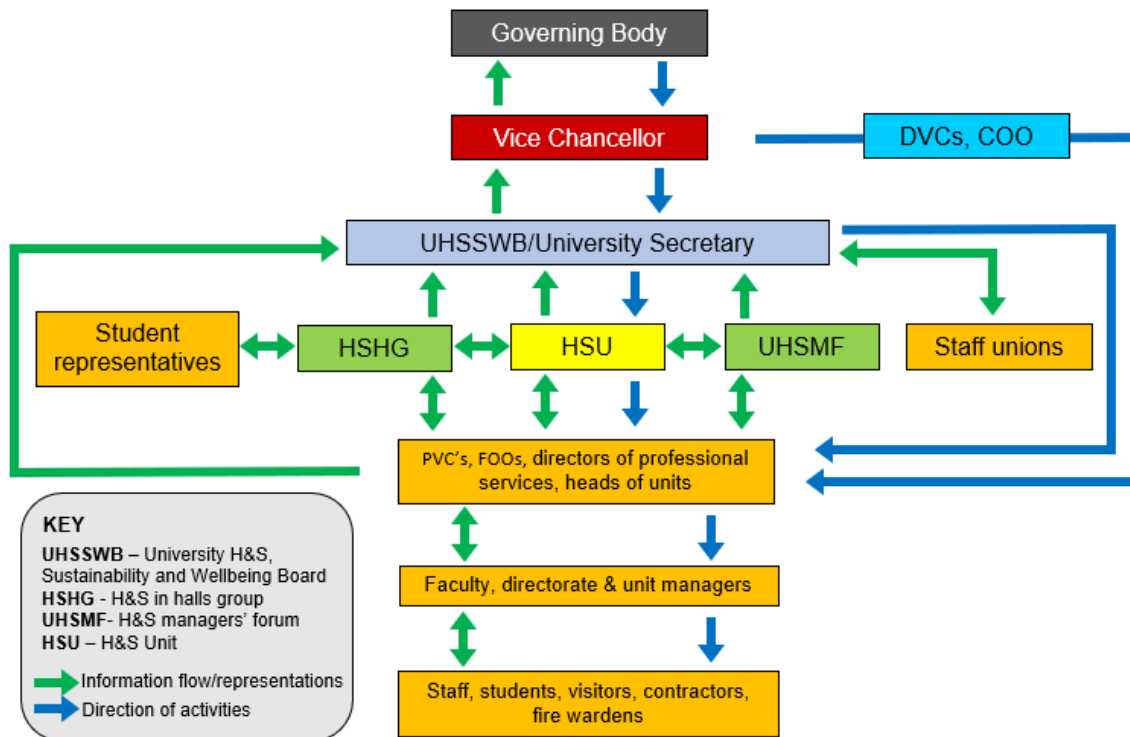 Governing Body
Vice Chancellor
DVCs, COO
UHSSWB/University Secretary
Student
representatives
HSHG
HSU
UHSMF
Staff unions
PVC's, FOOs, directors of professional
services, heads of units
KEY
UHSSWB – University H&S,
Sustainability and Wellbeing Board
HSHG - H&S in halls group
UHSMF- H&S managers' forum
HSU – H&S Unit
Information flow/representations
Direction of activities
Faculty, directorate & unit managers
Staff, students, visitors, contractors,
fire wardens